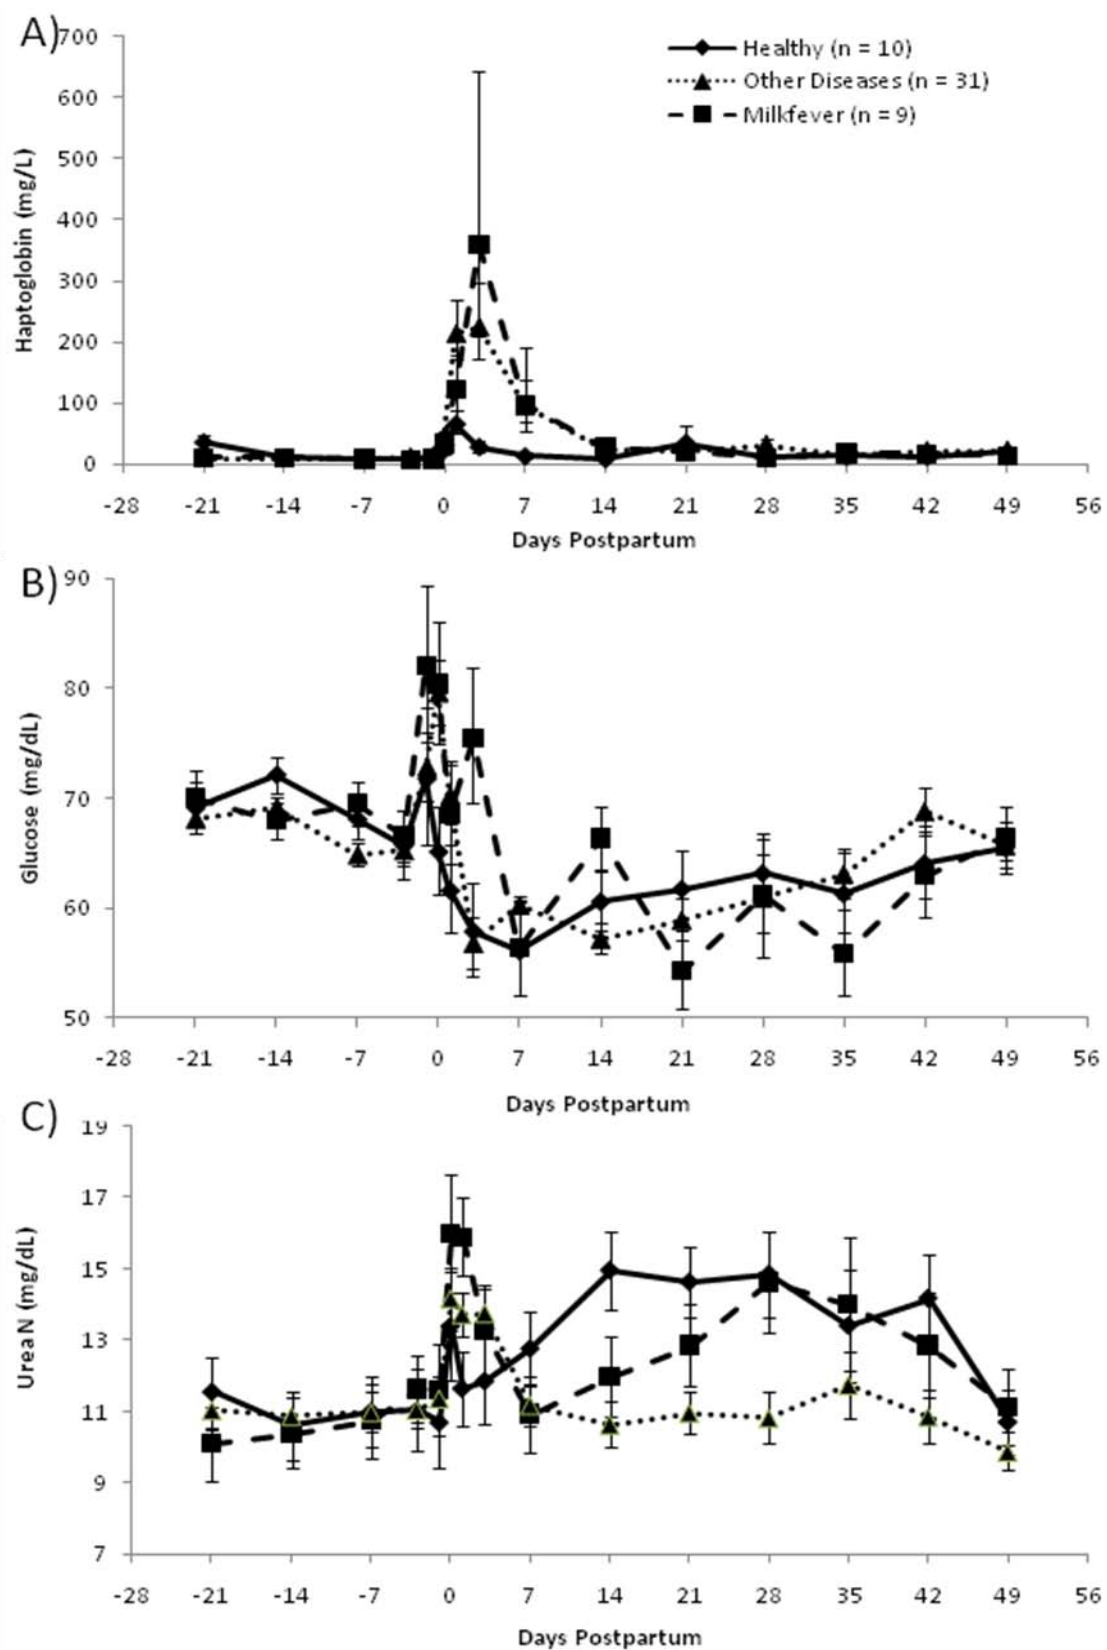 A)
700
Healthy (n = 10)
600
Other Diseases (n = 31)
Milkfever (n = 9)
500
400
300
200
100
0
Haptoglobin (mg/L)
-28 -21 -14 -7 0 7 14 21 28 35 42 49 56
Days Postpartum
B)
90
80
70
60
50
Glucose (mg/dL)
-28 -21 -14 -7 0 7 14 21 28 35 42 49 56
Days Postpartum
C)
19
17
15
13
11
9
7
Urea N (mg/dL)
-28 -21 -14 -7 0 7 14 21 28 35 42 49 56
Days Postpartum